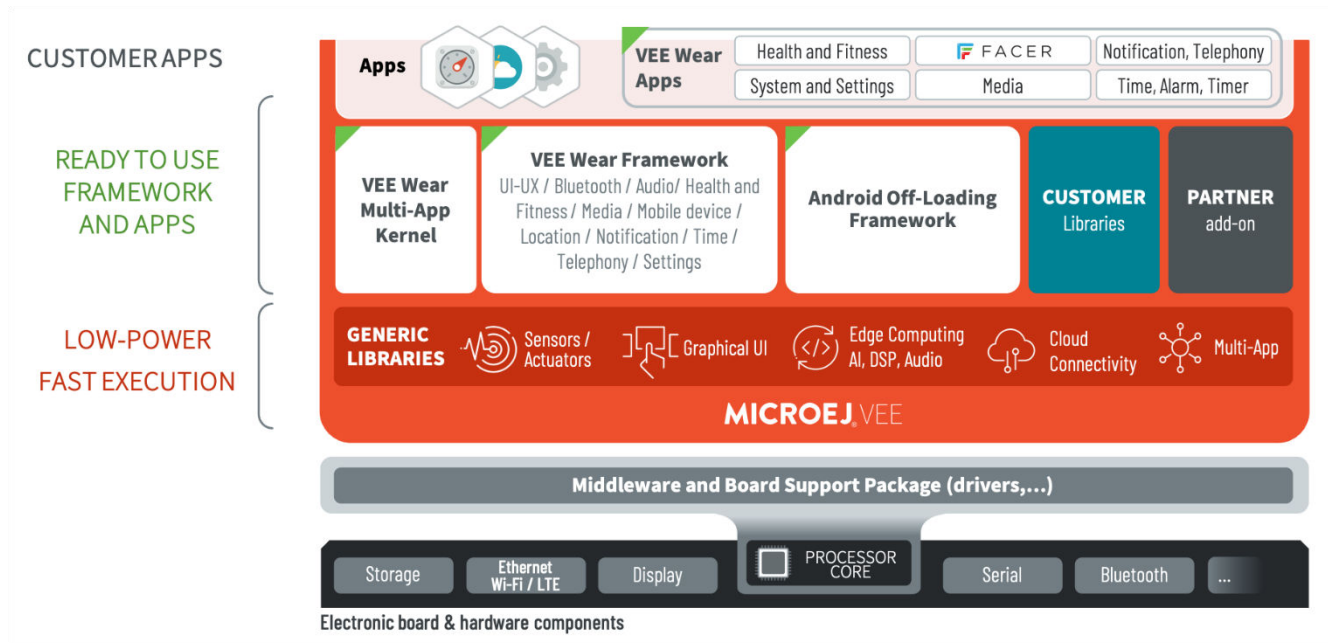 CUSTOMER APPS
Apps
VEE Wear
Apps
Health and Fitness
FACER
Notification, Telephony
System and Settings
Media
Time, Alarm, Timer
READY TO USE
FRAMEWORK
AND APPS
VEE Wear
Multi-App
Kernel
VEE Wear Framework
UI-UX / Bluetooth / Audio/ Health and
Fitness / Media / Mobile device /
Location / Notification / Time /
Telephony / Settings
Android Off-Loading
Framework
CUSTOMER
Libraries
PARTNER
add-on
LOW-POWER
FAST EXECUTION
GENERIC
LIBRARIES
Sensors /
Actuators
Graphical UI
</>
Edge Computing
AI, DSP, Audio
Cloud
Connectivity
Multi-App
MICROEJ® VEE
Middleware and Board Support Package (drivers,...)
Storage
Ethernet
Wi-Fi / LTE
Display
PROCESSOR
CORE
Serial
Bluetooth
...
Electronic board & hardware components